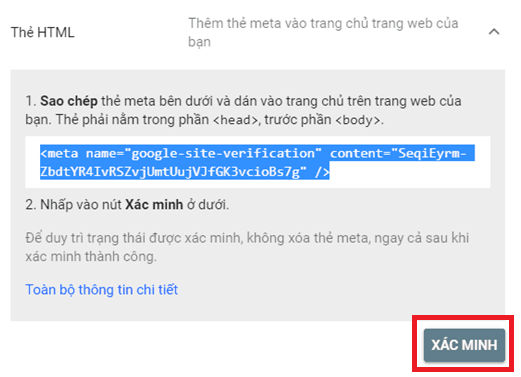 Thẻ HTML
Thêm thẻ meta vào trang chủ trang web của
bạn
1. Sao chép thẻ meta bên dưới và dán vào trang chủ trên trang web của
bạn. Thẻ phải nằm trong phần <head>, trước phần <body>.
<meta name="google-site-verification" content="SeqiEyrm-
ZbdtYR4IvRSZvjUmtUujVJfGK3vcioBs7g" />
2. Nhấp vào nút Xác minh ở dưới.
Để duy trì trạng thái được xác minh, không xóa thẻ meta, ngay cả sau khi
xác minh thành công.
Toàn bộ thông tin chi tiết
XÁC MINH